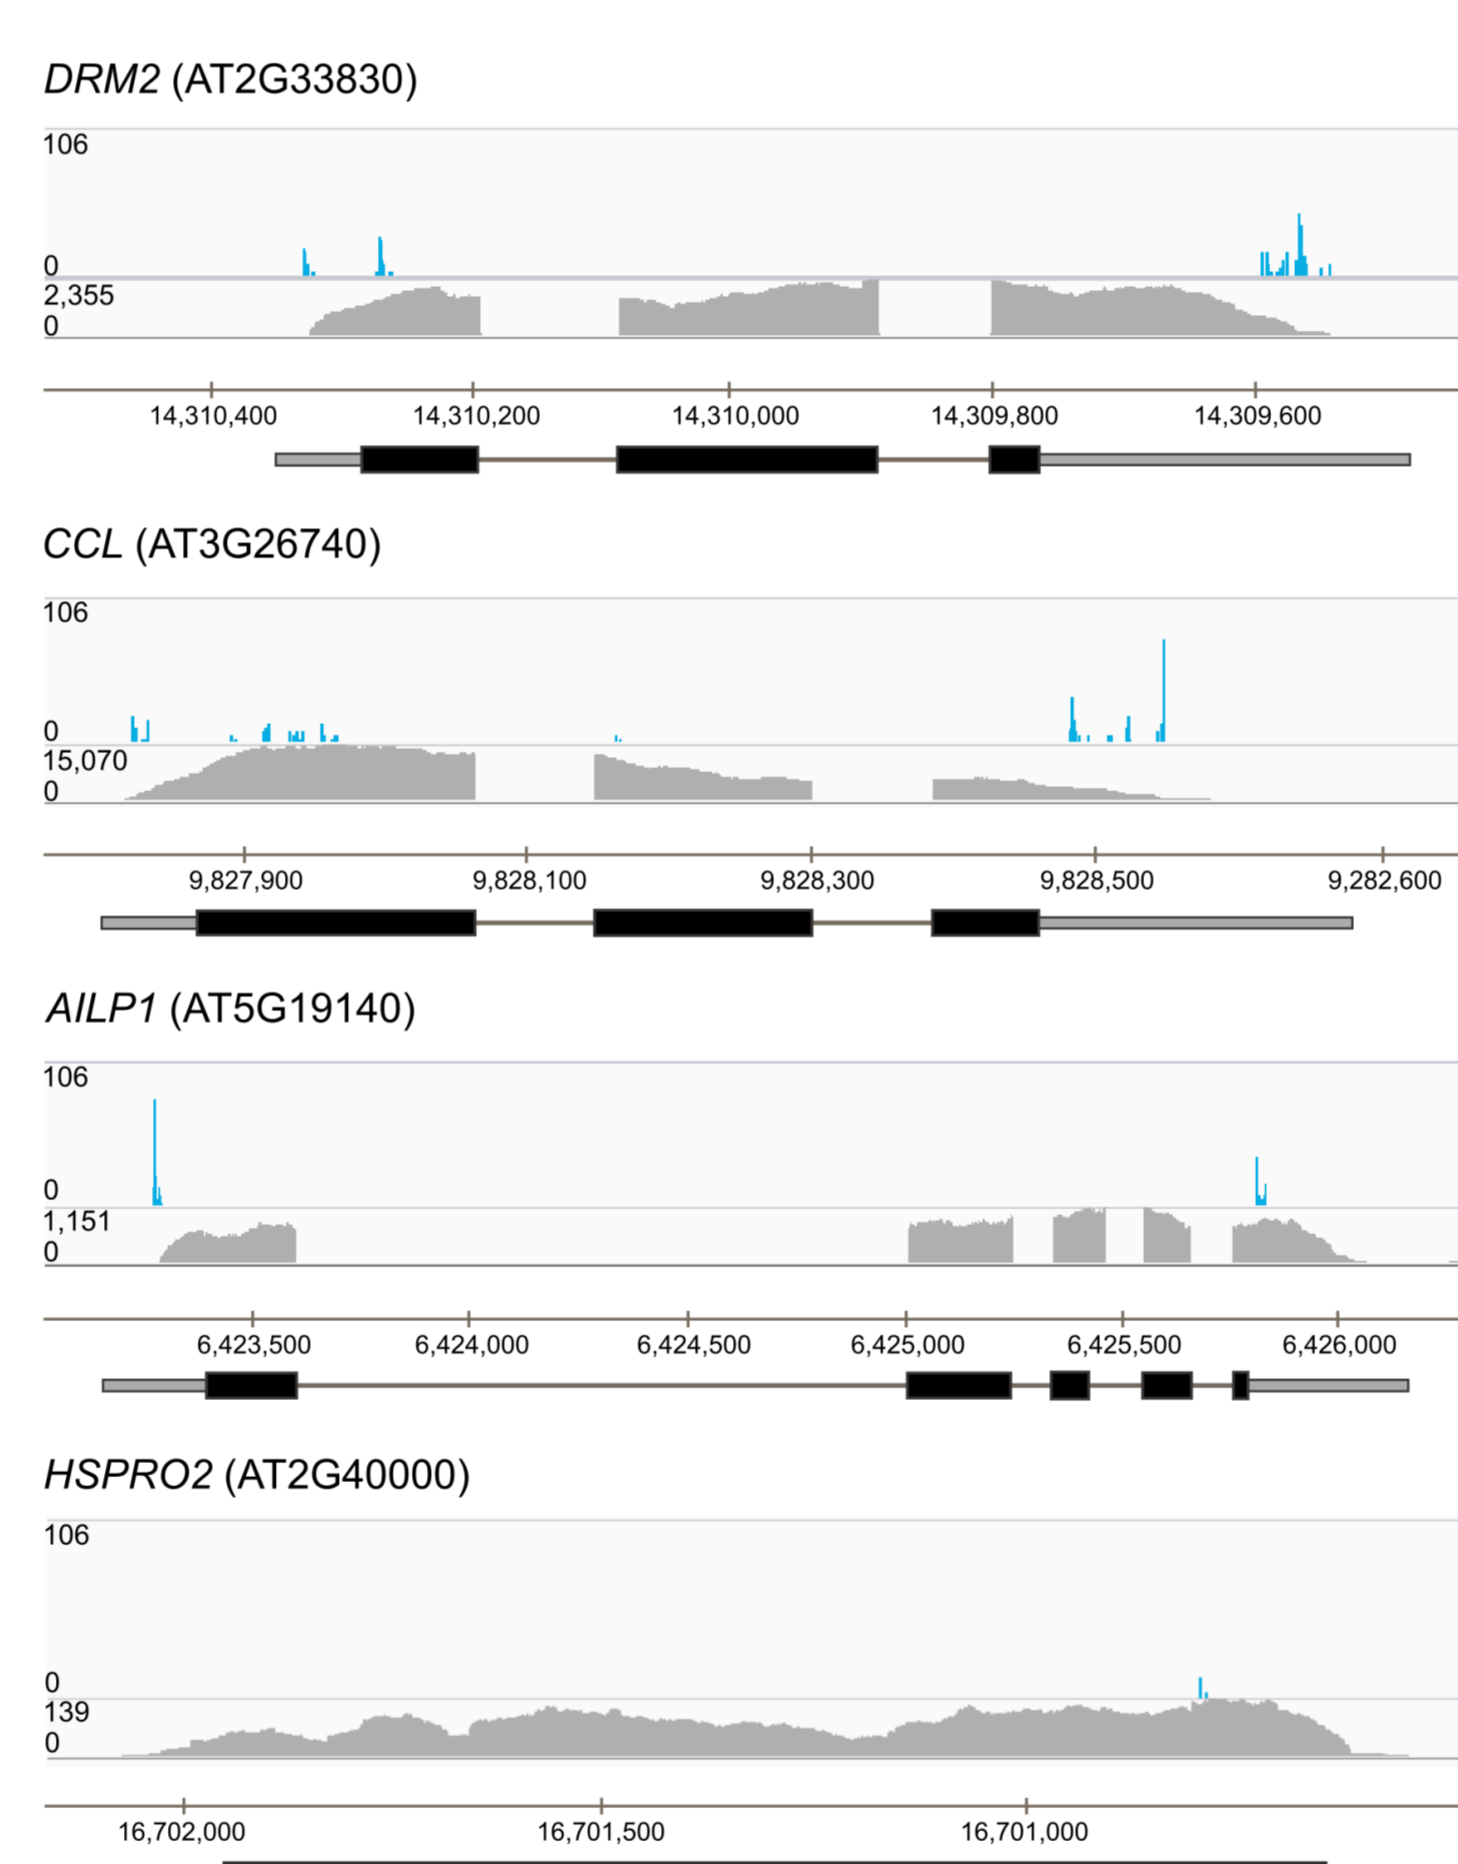 DRM2 (AT2G33830)
106
0
2,355
0
14,310,400 14,310,200 14,310,000 14,309,800 14,309,600
CCL (AT3G26740)
106
0
15,070
0
9,827,900 9,828,100 9,828,300 9,828,500 9,282,600
AILP1 (AT5G19140)
106
0
1,151
0
6,423,500 6,424,000 6,424,500 6,425,000 6,425,500 6,426,000
HSPRO2 (AT2G40000)
106
0
139
0
16,702,000 16,701,500 16,701,000